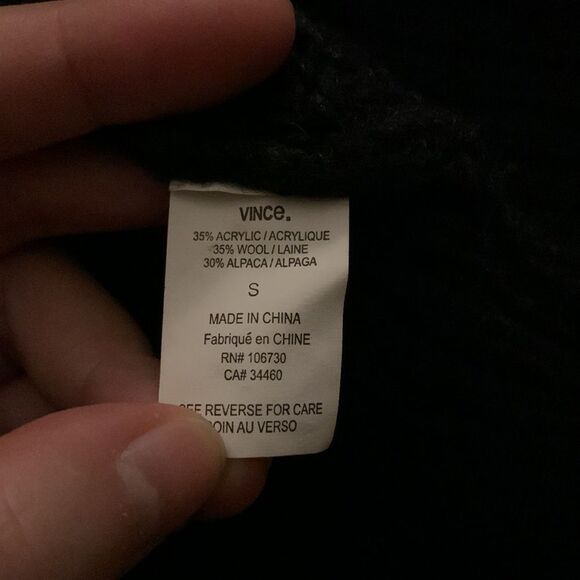 VINCe.
35% ACRYLIC / ACRYLIQUE
35% WOOL / LAINE
30% ALPACA / ALPAGA
S
MADE IN CHINA
Fabriqué en CHINE
RN# 106730
CA# 34460
SEE REVERSE FOR CARE
AU VERSO